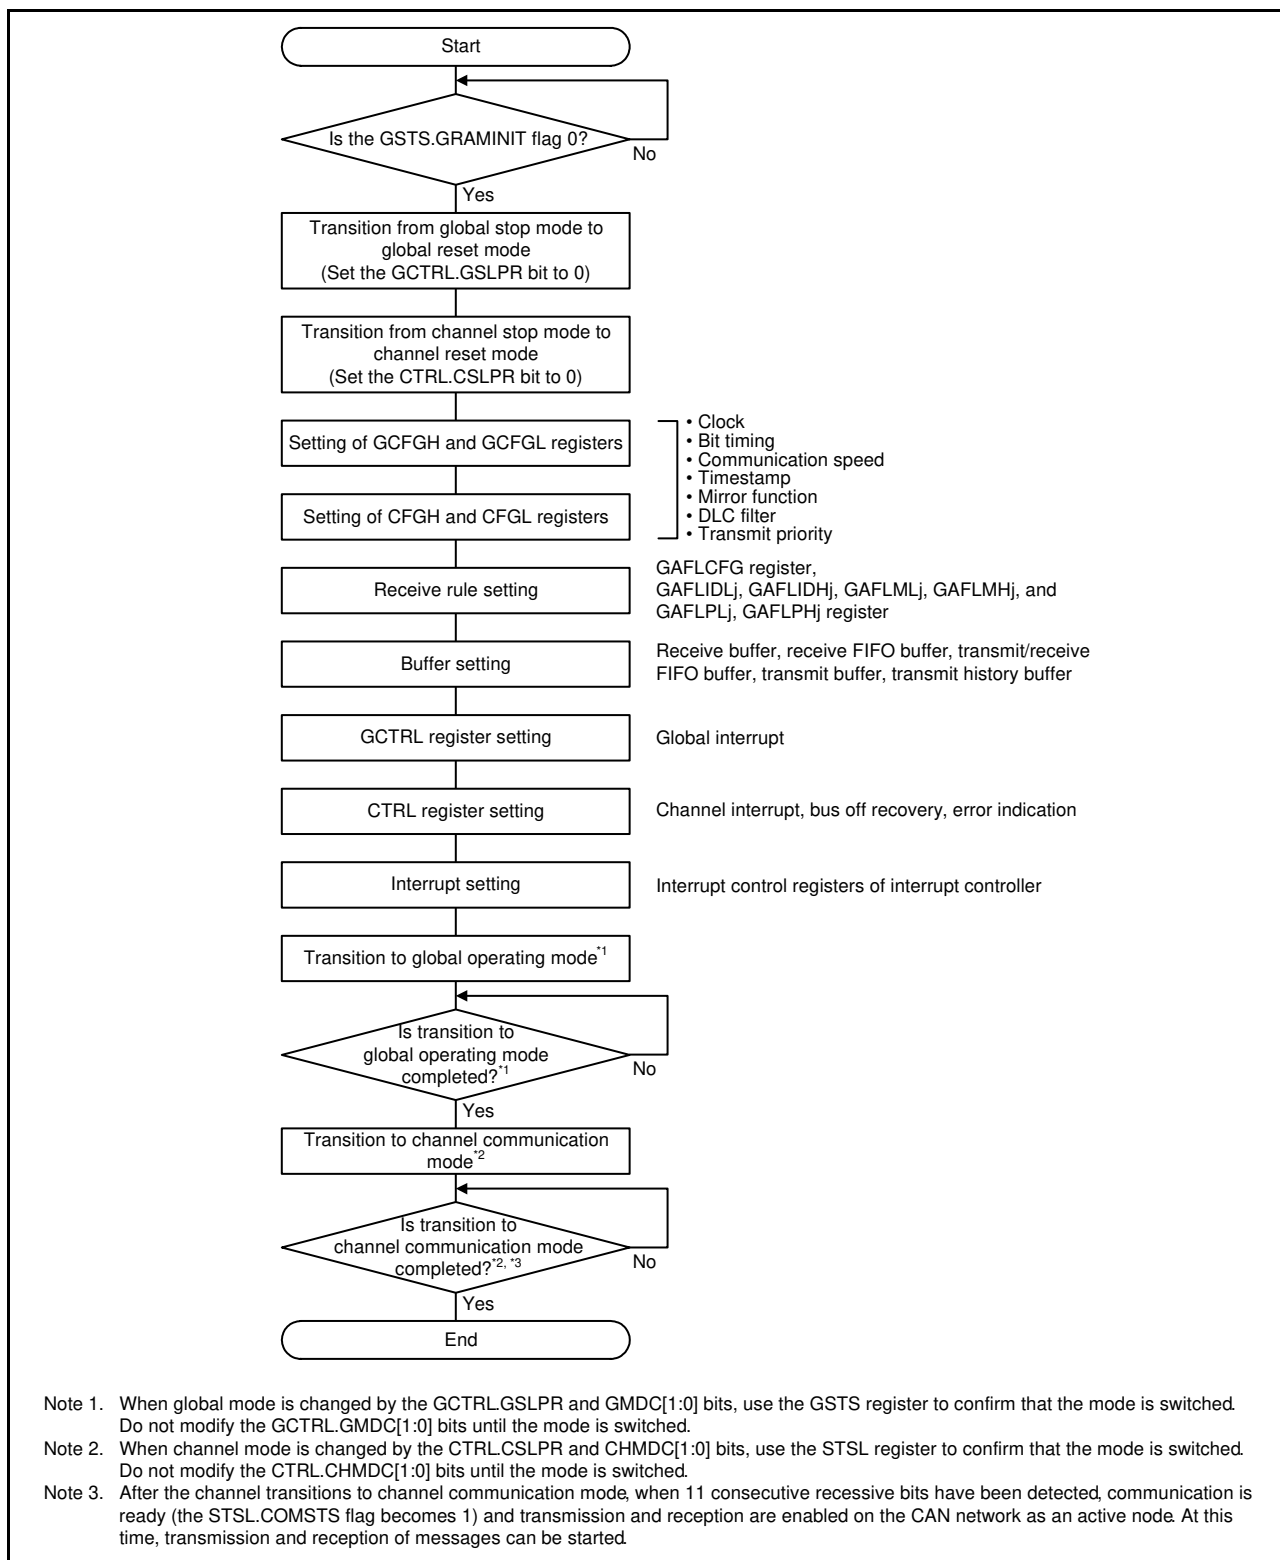 Start
Is the GSTS.GRAMINIT flag 0?
No
Yes
Transition from global stop mode to
global reset mode
(Set the GCTRL.GSLPR bit to 0)
Transition from channel stop mode to
channel reset mode
(Set the CTRL.CSLPR bit to 0)
Setting of GCFGH and GCFGL registers
Setting of CFGH and CFGL registers
• Clock
• Bit timing
• Communication speed
• Timestamp
• Mirror function
• DLC filter
• Transmit priority
Receive rule setting
GAFLCFG register,
GAFLIDLj, GAFLIDHj, GAFLMLj, GAFLMHj, and
GAFLPLj, GAFLPHj register
Buffer setting
Receive buffer, receive FIFO buffer, transmit/receive
FIFO buffer, transmit buffer, transmit history buffer
GCTRL register setting
Global interrupt
CTRL register setting
Channel interrupt, bus off recovery, error indication
Interrupt setting
Interrupt control registers of interrupt controller
Transition to global operating mode*1
Is transition to
global operating mode
completed?*1
No
Yes
Transition to channel communication
mode*2
Is transition to
channel communication mode
completed?*2, *3
No
Yes
End
Note 1. When global mode is changed by the GCTRL.GSLPR and GMDC[1:0] bits, use the GSTS register to confirm that the mode is switched.
Do not modify the GCTRL.GMDC[1:0] bits until the mode is switched.
Note 2. When channel mode is changed by the CTRL.CSLPR and CHMDC[1:0] bits, use the STSL register to confirm that the mode is switched.
Do not modify the CTRL.CHMDC[1:0] bits until the mode is switched.
Note 3. After the channel transitions to channel communication mode, when 11 consecutive recessive bits have been detected, communication is
ready (the STSL.COMSTS flag becomes 1) and transmission and reception are enabled on the CAN network as an active node. At this
time, transmission and reception of messages can be started.